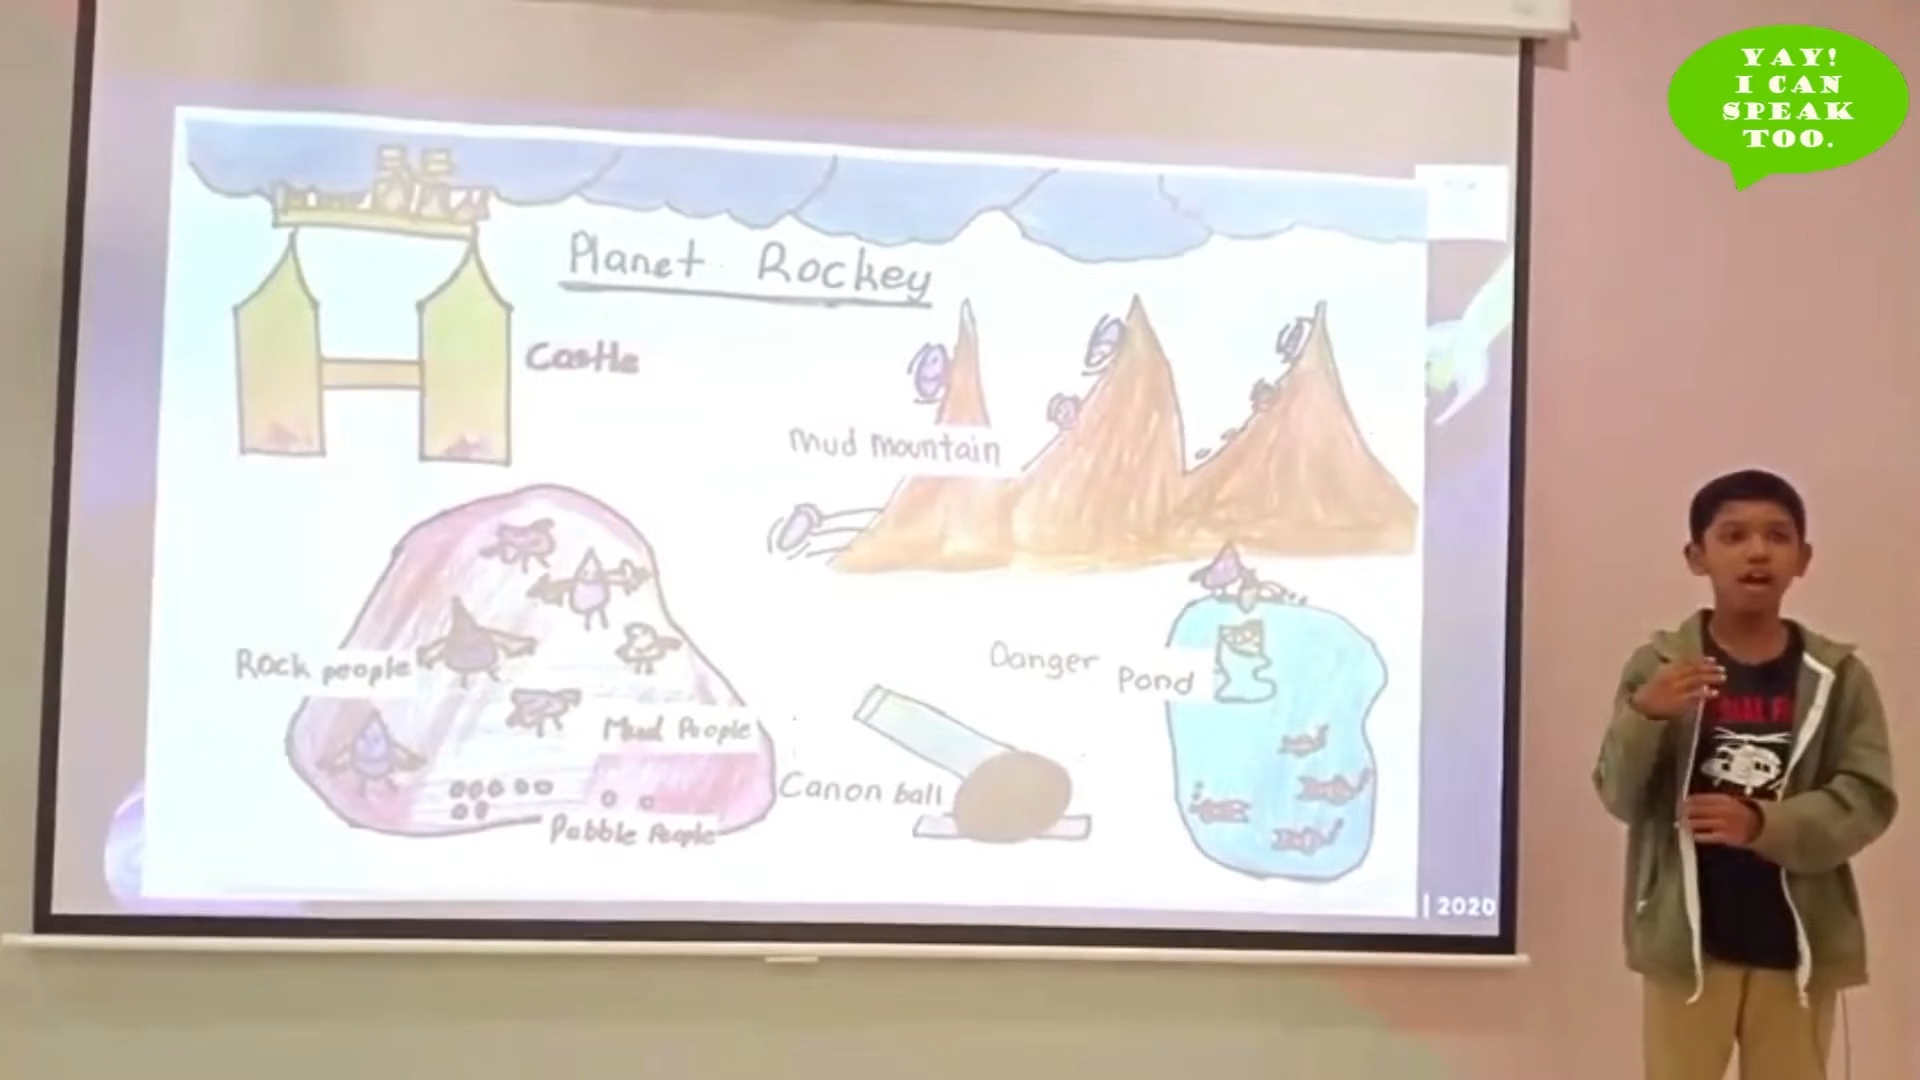 YAY!
I CAN
SPEAK
TOO.
Planet Rockey
Castle
Mud mountain
Rock people
Danger
Pond
Mud People
Canon ball
Pabble People
| 2020